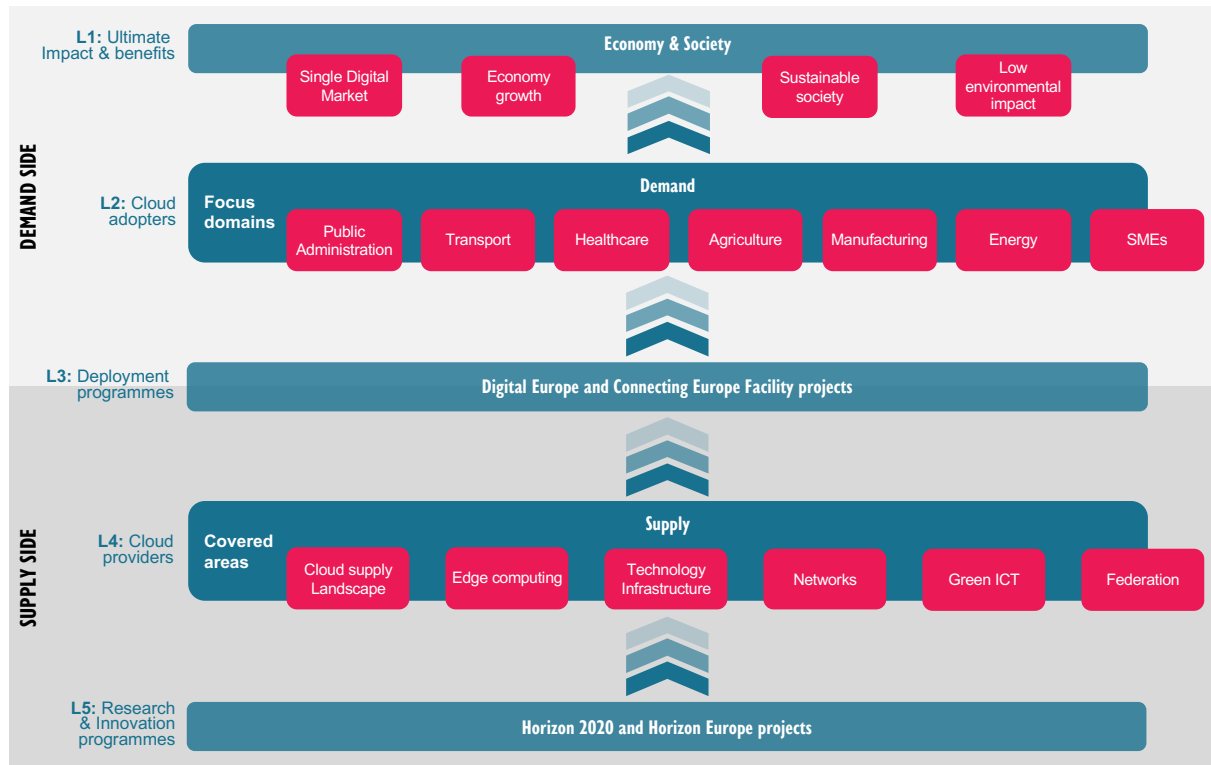 DEMAND SIDE
L1: Ultimate
Impact & benefits
Economy & Society
Single Digital
Market
Economy
growth
Sustainable
society
Low
environmental
impact
L2: Cloud
adopters
Focus
domains
Demand
Public
Administration
Transport
Healthcare
Agriculture
Manufacturing
Energy
SMEs
L3: Deployment
programmes
Digital Europe and Connecting Europe Facility projects
SUPPLY SIDE
L4: Cloud
providers
Covered
areas
Supply
Cloud supply
Landscape
Edge computing
Technology
Infrastructure
Networks
Green ICT
Federation
L5: Research
& Innovation
programmes
Horizon 2020 and Horizon Europe projects